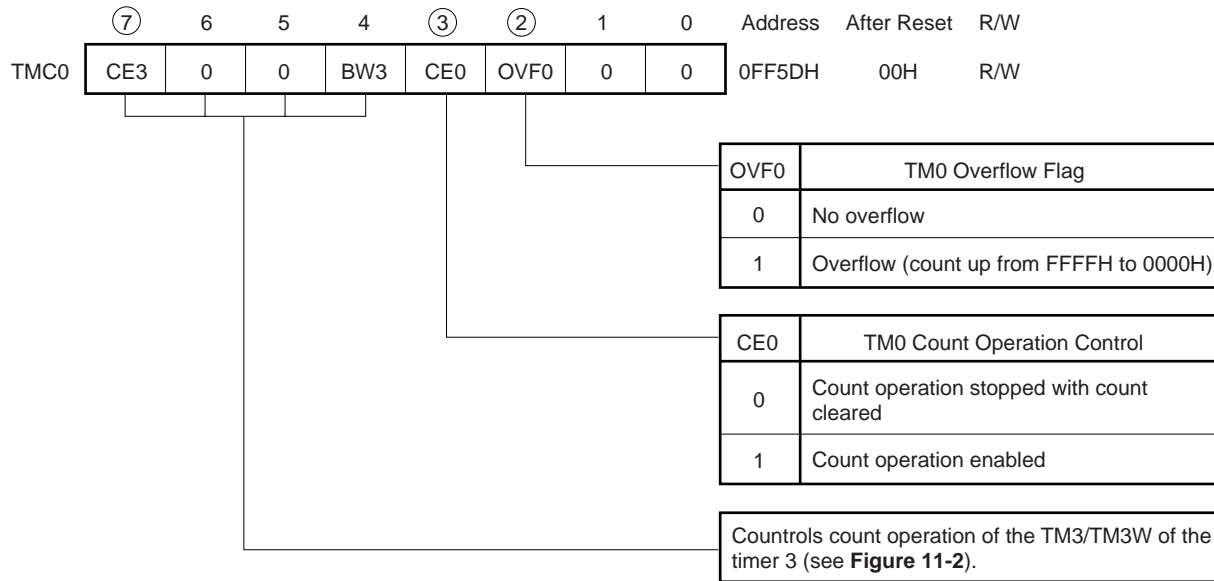 ⑦ 6 5 4 ③ ② 1 0 Address After Reset R/W
TMC0 CE3 0 0 BW3 CE0 OVF0 0 0 0FF5DH 00H R/W
OVF0 TM0 Overflow Flag
0 No overflow
1 Overflow (count up from FFFFH to 0000H)
CE0 TM0 Count Operation Control
0 Count operation stopped with count
cleared
1 Count operation enabled
Countrols count operation of the TM3/TM3W of the
timer 3 (see Figure 11-2).